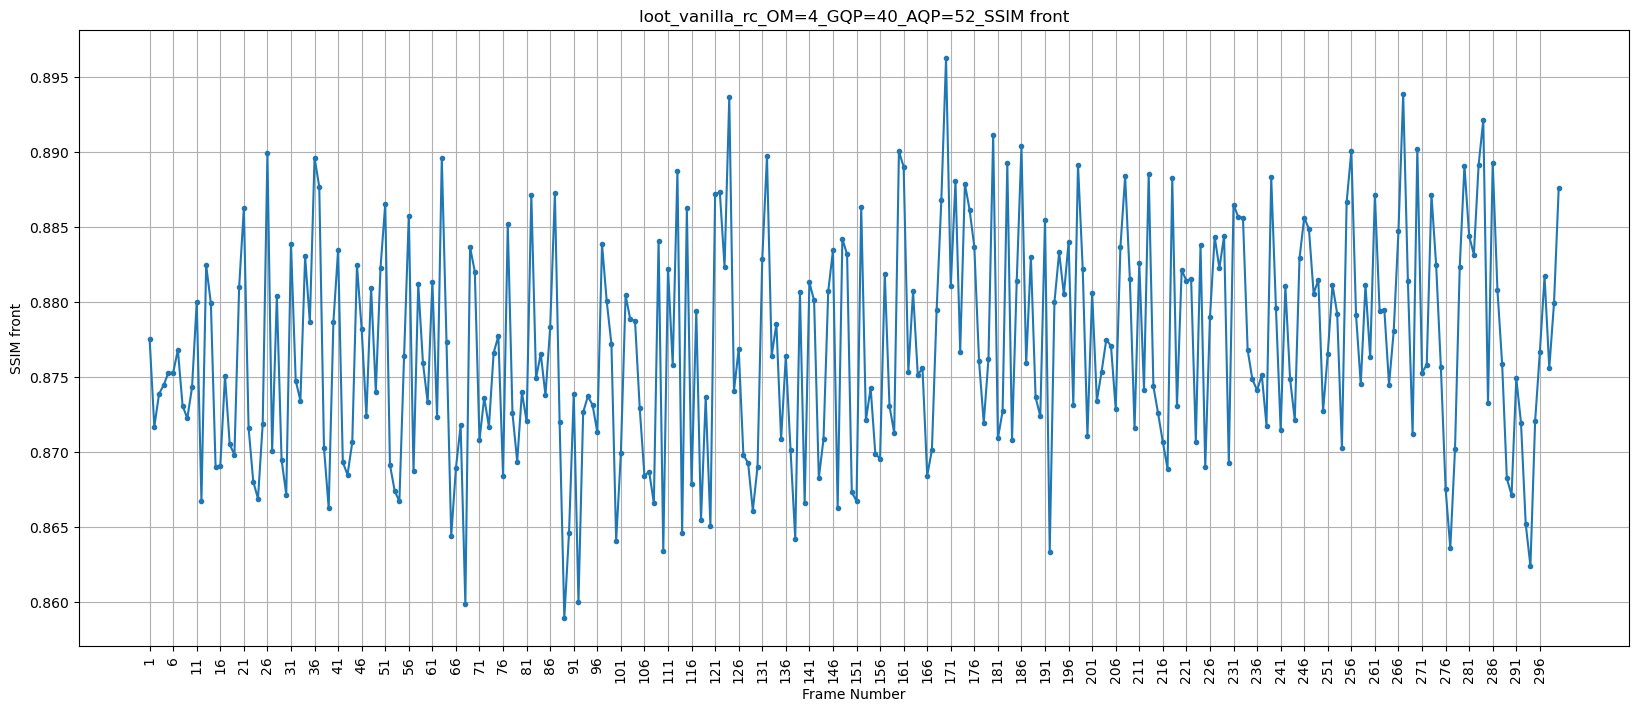 loot_vanilla_rc_OM=4_GQP=40_AQP=52_SSIM front
0.895
0.890
0.885
0.880
0.875
0.870
0.865
0.860
SSIM front
1 6 11 16 21 26 31 36 41 46 51 56 61 66 71 76 81 86 91 96 101 106 111 116 121 126 131 136 141 146 151 156 161 166 171 176 181 186 191 196 201 206 211 216 221 226 231 236 241 246 251 256 261 266 271 276 281 286 291 296
Frame Number